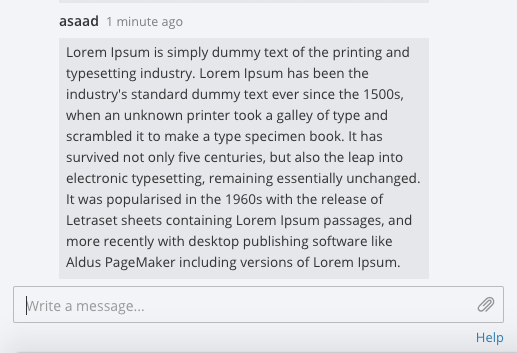 asaad 1 minute ago
Lorem Ipsum is simply dummy text of the printing and
typesetting industry. Lorem Ipsum has been the
industry's standard dummy text ever since the 1500s,
when an unknown printer took a galley of type and
scrambled it to make a type specimen book. It has
survived not only five centuries, but also the leap into
electronic typesetting, remaining essentially unchanged.
It was popularised in the 1960s with the release of
Letraset sheets containing Lorem Ipsum passages, and
more recently with desktop publishing software like
Aldus PageMaker including versions of Lorem Ipsum.
Write a message...
Help